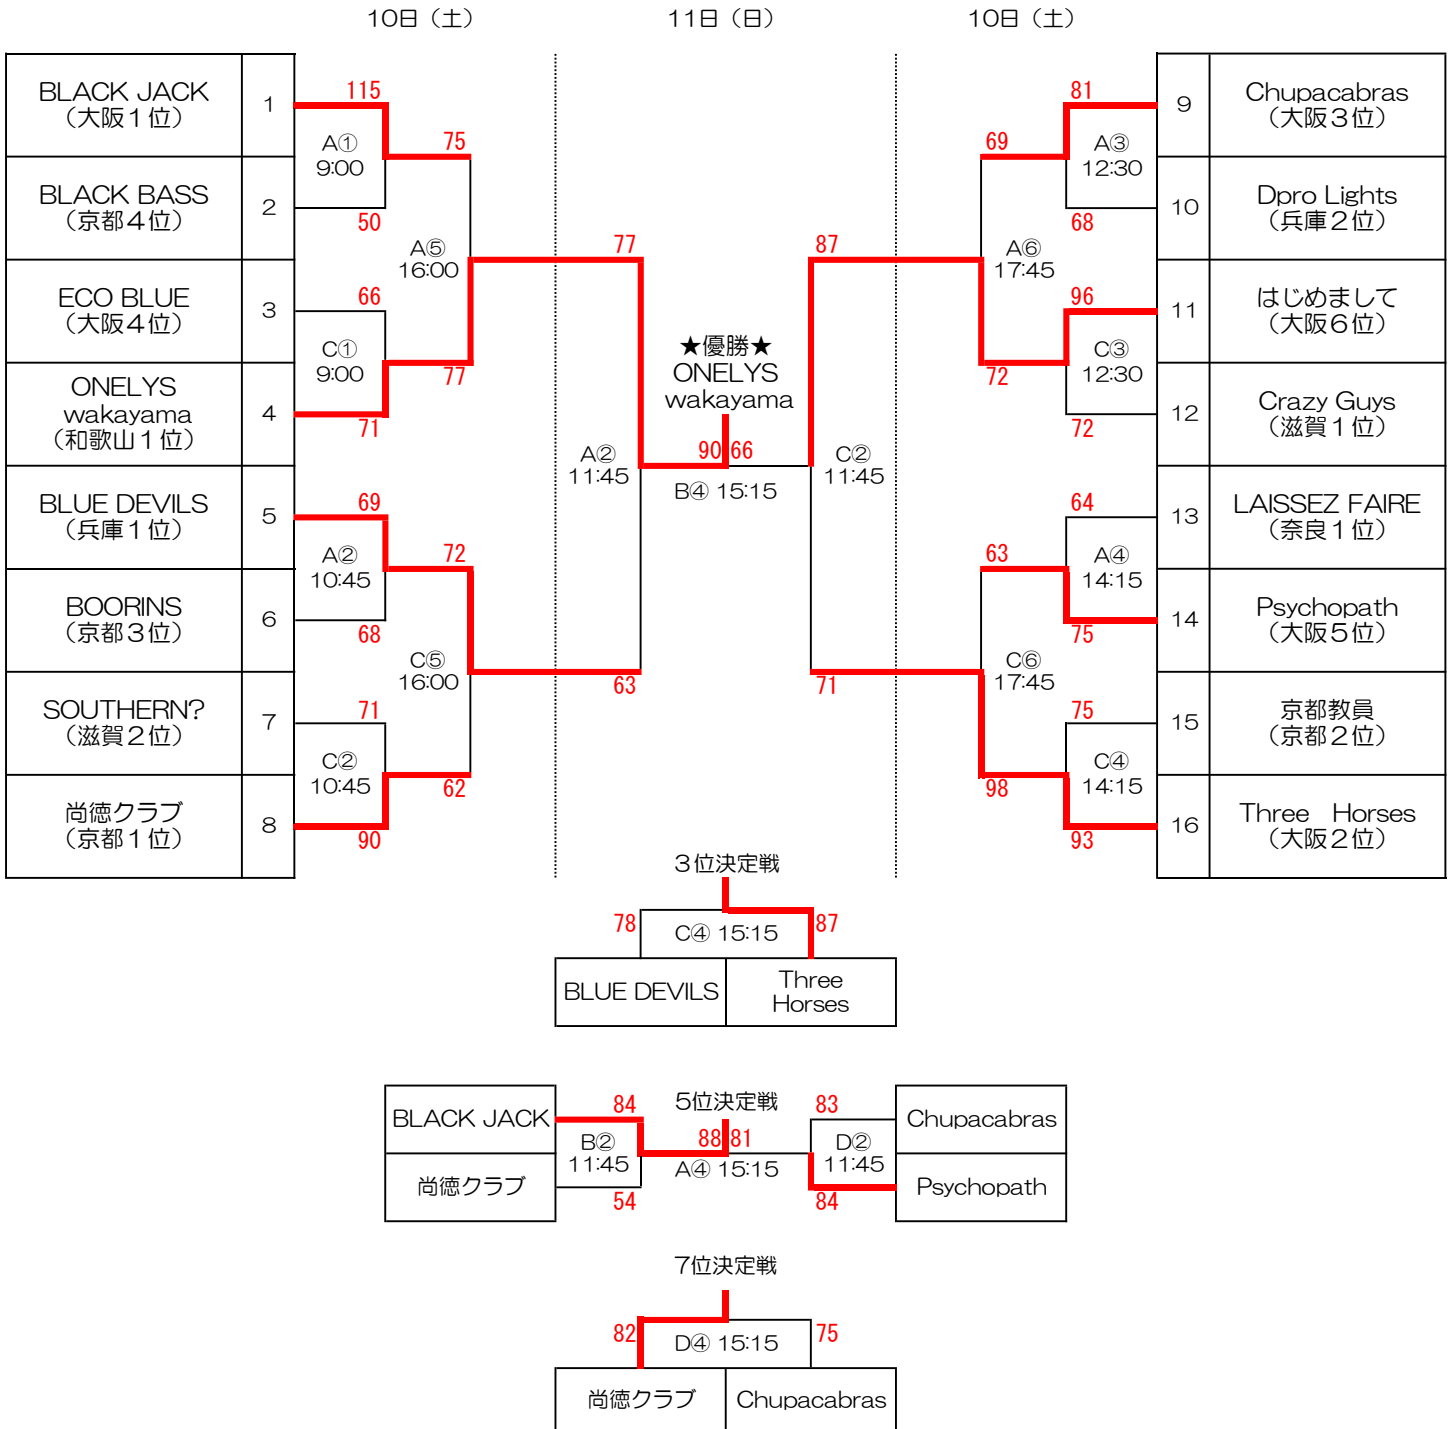 10日（土）
11日（日）
10日（土）
BLACK JACK
（大阪１位）
1
115
A①
9:00
75
BLACK BASS
（京都４位）
2
50
A⑤
16:00
ECO BLUE
（大阪４位）
3
66
C①
9:00
77
ONELYS
wakayama
（和歌山１位）
4
71
BLUE DEVILS
（兵庫１位）
5
69
A②
10:45
72
BOORINS
（京都３位）
6
68
C⑤
16:00
SOUTHERN?
（滋賀２位）
7
71
C②
10:45
62
尚徳クラブ
（京都１位）
8
90
77
A②
11:45
63
★優勝★
ONELYS
wakayama
90
66
B④ 15:15
87
C②
11:45
71
81
9
Chupacabras
（大阪３位）
69
A③
12:30
68
10
Dpro Lights
（兵庫２位）
A⑥
17:45
96
11
はじめまして
（大阪６位）
72
C③
12:30
72
12
Crazy Guys
（滋賀１位）
64
13
LAISSEZ FAIRE
（奈良１位）
63
A④
14:15
75
14
Psychopath
（大阪５位）
C⑥
17:45
75
15
京都教員
（京都２位）
98
C④
14:15
93
16
Three　Horses
（大阪２位）
３位決定戦
78
C④ 15:15
87
BLUE DEVILS
Three
Horses
BLACK JACK
84
5位決定戦
83
Chupacabras
B②
11:45
88
81
A④ 15:15
D②
11:45
尚徳クラブ
54
84
Psychopath
7位決定戦
82
D④ 15:15
75
尚徳クラブ
Chupacabras